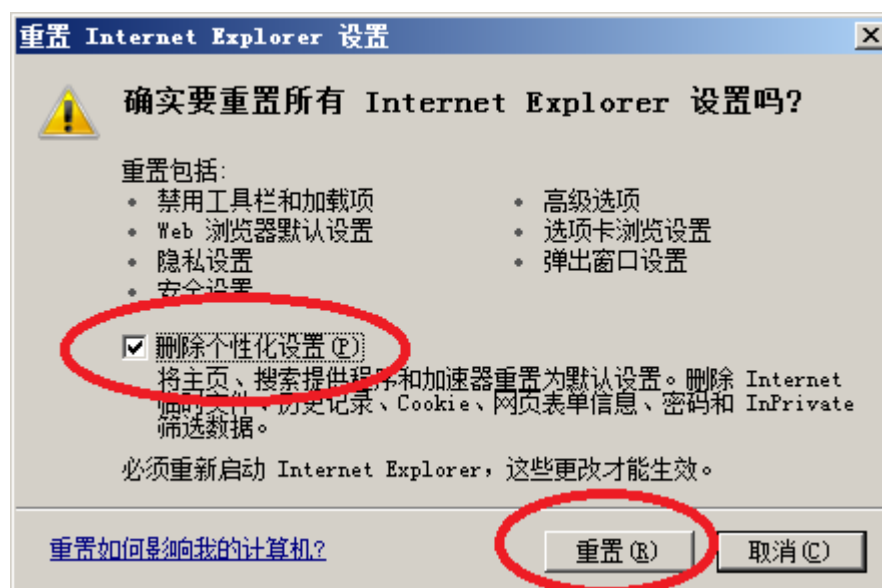 重置 Internet Explorer 设置
确实要重置所有 Internet Explorer 设置吗?
重置包括:
• 禁用工具栏和加载项
• Web 浏览器默认设置
• 隐私设置
• 安全设置
• 高级选项
• 选项卡浏览设置
• 弹出窗口设置
删除个性化设置(P)
将主页、搜索提供程序和加速器重置为默认设置。删除 Internet
临时文件、历史记录、Cookie、网页表单信息、密码和 InPrivate
筛选数据。
必须重新启动 Internet Explorer，这些更改才能生效。
重置如何影响我的计算机?
重置(R)
取消(C)